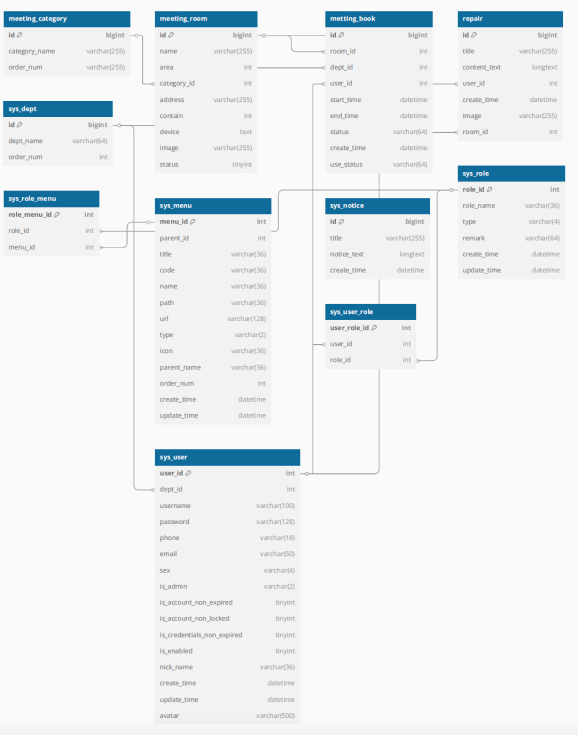 meeting_category
id bigint
category_name varchar(255)
order_num varchar(255)
meeting_room
id bigint
name varchar(255)
area int
category_id int
address varchar(255)
contain int
device text
image varchar(255)
status tinyint
metting_book
id bigint
room_id int
dept_id int
user_id int
start_time datetime
end_time datetime
status varchar(64)
create_time datetime
use_status varchar(64)
repair
id bigint
title varchar(255)
content_text longtext
user_id int
create_time datetime
image varchar(255)
room_id int
sys_dept
id bigint
dept_name varchar(64)
order_num int
sys_role
role_id int
role_name varchar(36)
type varchar(4)
remark varchar(64)
create_time datetime
update_time datetime
sys_role_menu
role_menu_id int
role_id int
menu_id int
sys_menu
menu_id int
parent_id int
title varchar(36)
code varchar(36)
name varchar(36)
path varchar(36)
url varchar(128)
type varchar(2)
icon varchar(36)
parent_name varchar(36)
order_num int
create_time datetime
update_time datetime
sys_notice
id bigint
title varchar(255)
notice_text longtext
create_time datetime
sys_user_role
user_role_id int
user_id int
role_id int
sys_user
user_id int
dept_id int
username varchar(100)
password varchar(128)
phone varchar(18)
email varchar(50)
sex varchar(4)
is_admin varchar(2)
is_account_non_expired tinyint
is_account_non_locked tinyint
is_credentials_non_expired tinyint
is_enabled tinyint
nick_name varchar(36)
create_time datetime
update_time datetime
avatar varchar(500)